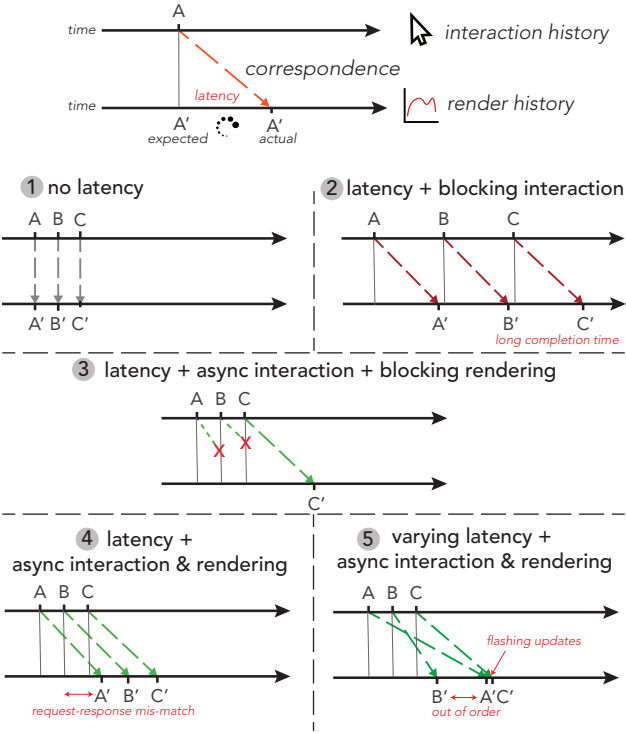 A
time
interaction history
correspondence
latency
time
render history
A' A'
expected actual
1 no latency
A B C
A' B' C'
2 latency + blocking interaction
A B C
A' B' C'
long completion time
3 latency + async interaction + blocking rendering
A B C
X X
C'
4 latency +
async interaction & rendering
A B C
A' B' C'
request-response mis-match
5 varying latency +
async interaction & rendering
A B C
flashing updates
B' A'C'
out of order